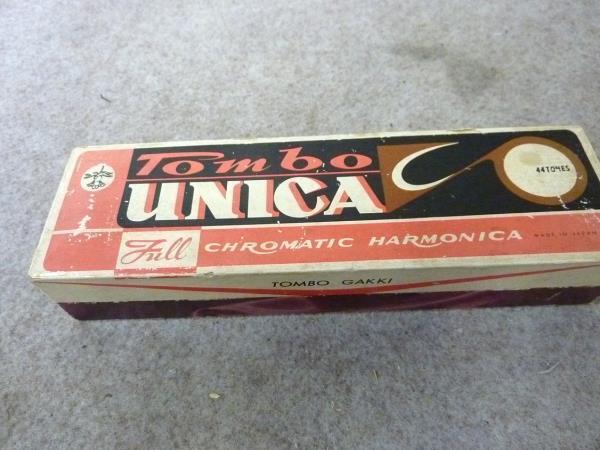 Tombo
UNICA
44TONES
Full CHROMATIC HARMONICA MADE IN JAPAN
TOMBO GAKKI